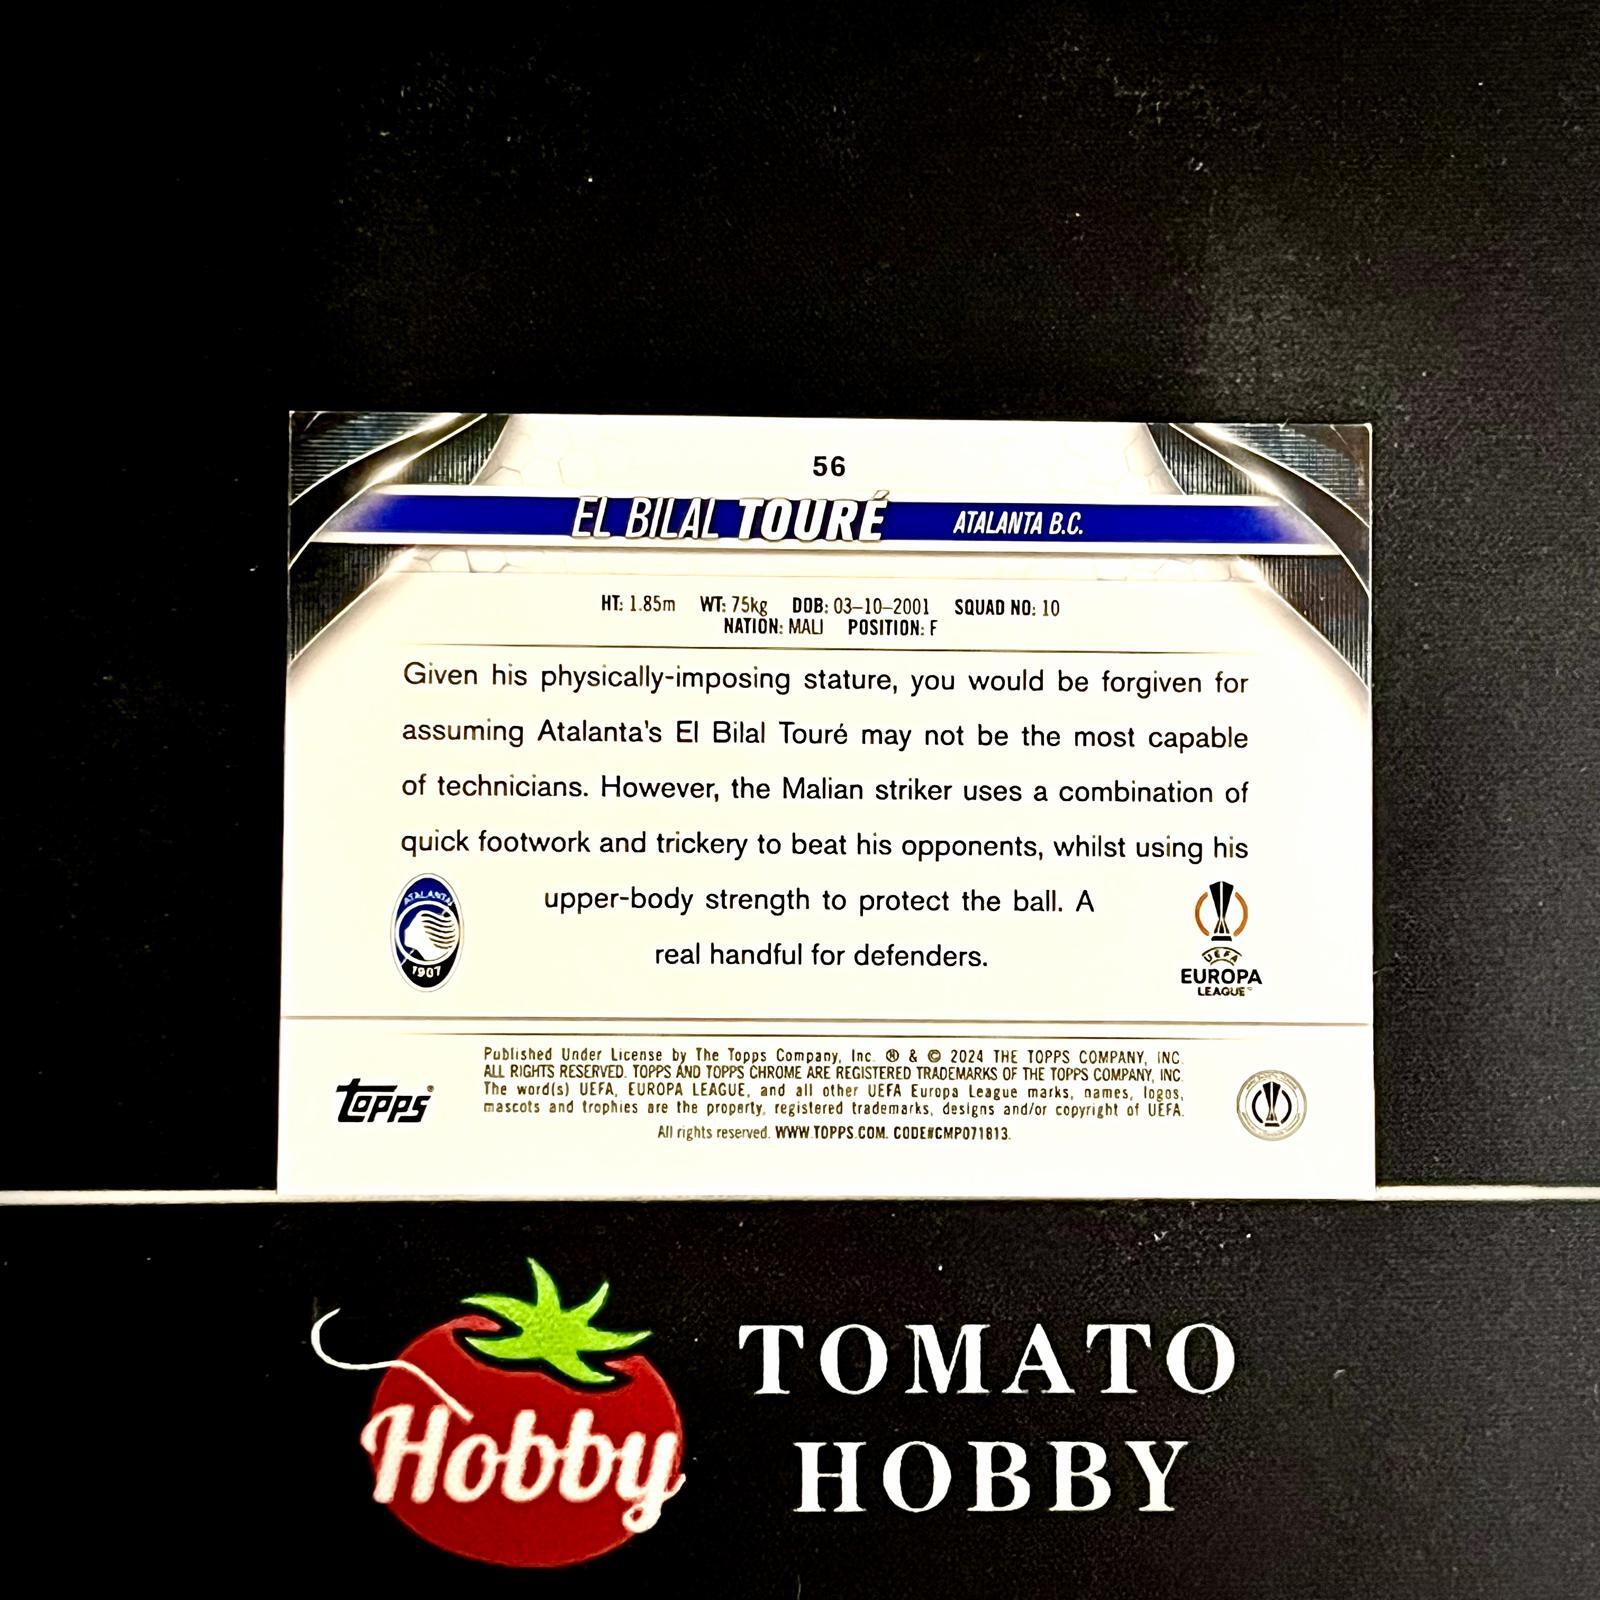 56
EL BILAL TOURÉ ATALANTA B.C.
HT: 1.85m WT: 75kg DOB: 03–10–2001 SQUAD NO: 10
NATION: MALI POSITION: F
Given his physically-imposing stature, you would be forgiven for
assuming Atalanta's El Bilal Touré may not be the most capable
of technicians. However, the Malian striker uses a combination of
quick footwork and trickery to beat his opponents, whilst using his
upper-body strength to protect the ball. A
real handful for defenders.
ATALANTA
1907
UEFA
EUROPA
LEAGUE
Published Under License by The Topps Company, Inc. ® & © 2024 THE TOPPS COMPANY, INC.
ALL RIGHTS RESERVED. TOPPS AND TOPPS CHROME ARE REGISTERED TRADEMARKS OF THE TOPPS COMPANY, INC.
The word(s) UEFA, EUROPA LEAGUE, and all other UEFA Europa League marks, names, logos,
mascots and trophies are the property, registered trademarks, designs and/or copyright of UEFA.
All rights reserved. WWW.TOPPS.COM. CODE#CMP071813.
Topps®
Hobby
TOMATO
HOBBY